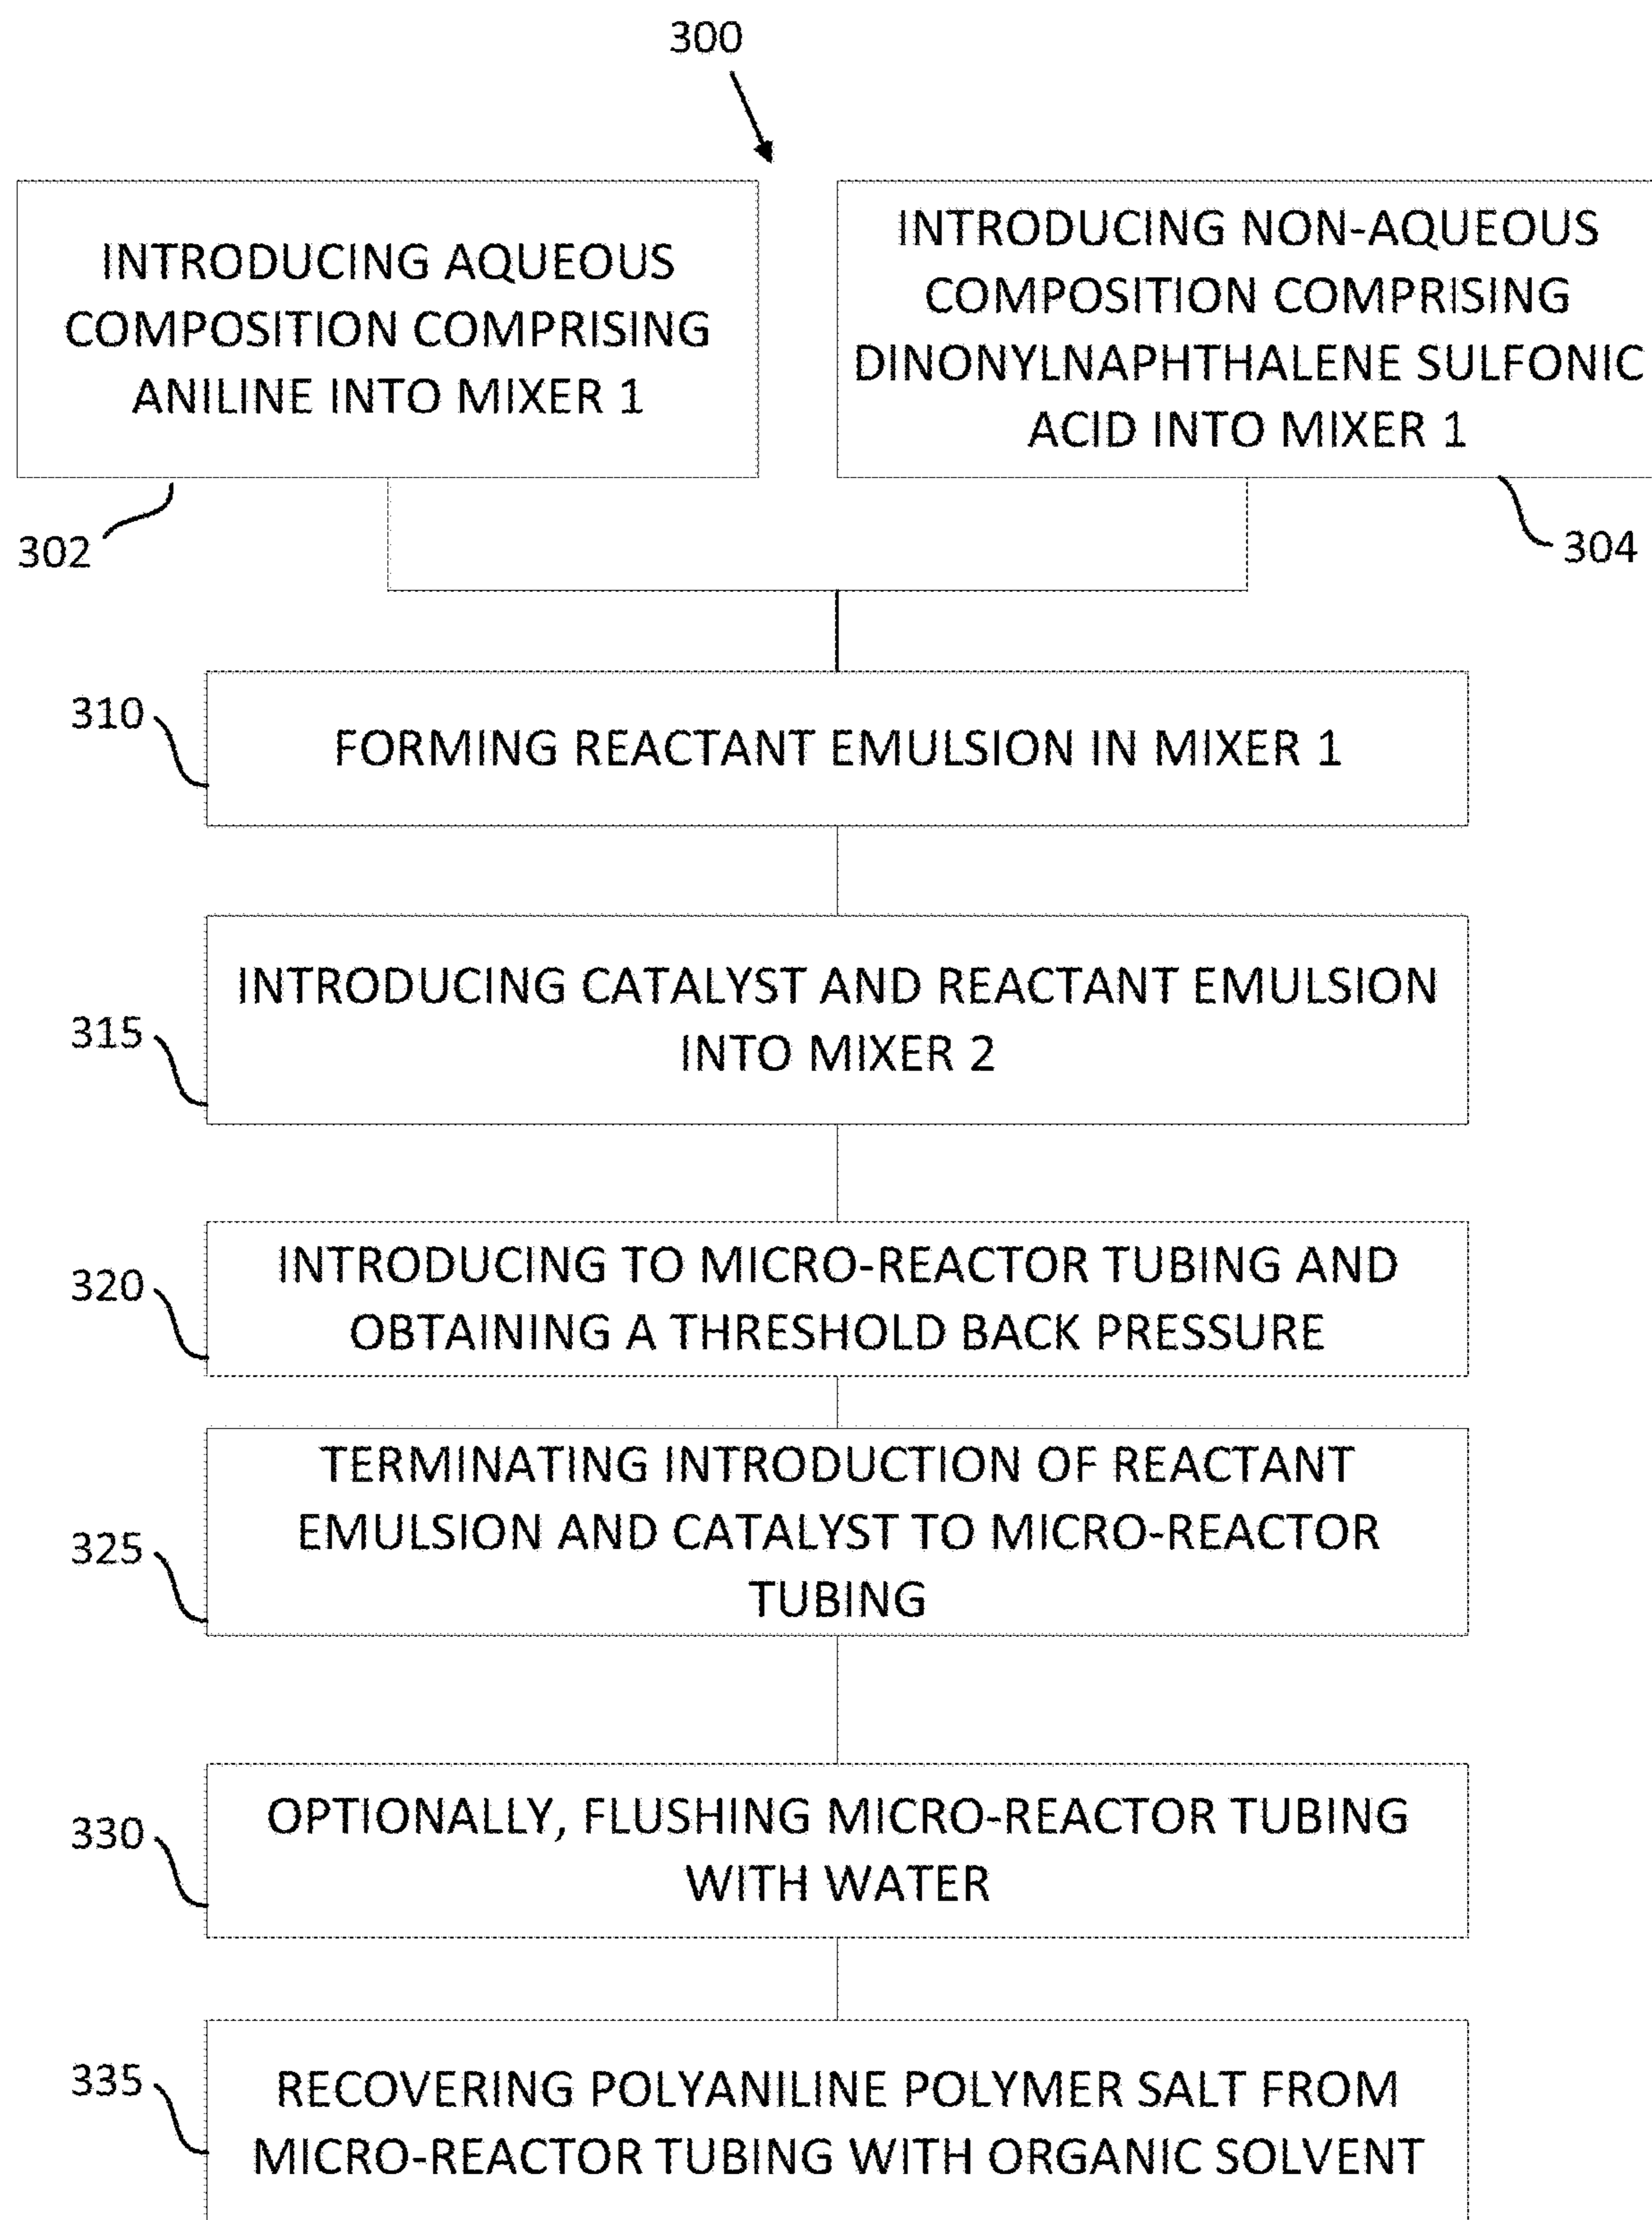 300
INTRODUCING AQUEOUS
COMPOSITION COMPRISING
ANILINE INTO MIXER 1
302
INTRODUCING NON-AQUEOUS
COMPOSITION COMPRISING
DINONYLNAPHTHALENE SULFONIC
ACID INTO MIXER 1
304
310
FORMING REACTANT EMULSION IN MIXER 1
315
INTRODUCING CATALYST AND REACTANT EMULSION
INTO MIXER 2
320
INTRODUCING TO MICRO-REACTOR TUBING AND
OBTAINING A THRESHOLD BACK PRESSURE
325
TERMINATING INTRODUCTION OF REACTANT
EMULSION AND CATALYST TO MICRO-REACTOR
TUBING
330
OPTIONALLY, FLUSHING MICRO-REACTOR TUBING
WITH WATER
335
RECOVERING POLYANILINE POLYMER SALT FROM
MICRO-REACTOR TUBING WITH ORGANIC SOLVENT